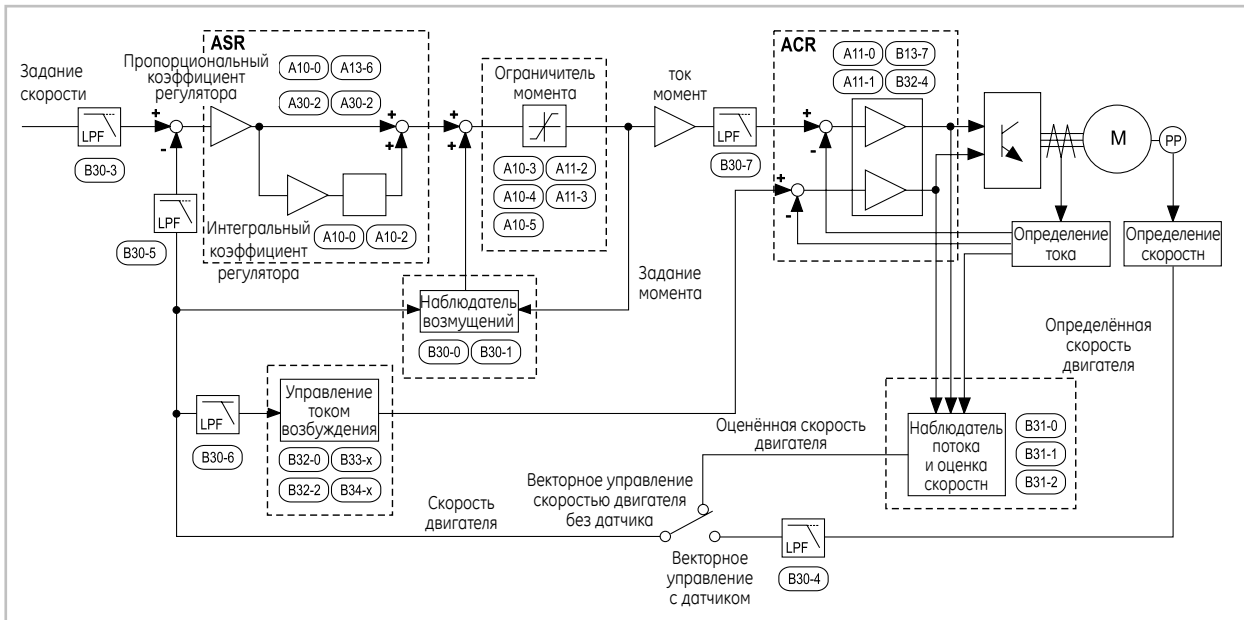 ASR
Пропорциональный
коэффициент
регулятора
A10-0 A13-6
A30-2 A30-2
Задание
скорости
LPF
B30-3
+
-
LPF
B30-5
+
+
Интегральный
коэффициент
регулятора
A10-0 A10-2
+
+
Ограничитель
момента
A10-3 A11-2
A10-4 A11-3
A10-5
ток
момент
LPF
B30-7
Задание
момента
Наблюдатель
возмущений
B30-0 B30-1
ACR
A11-0 B13-7
A11-1 B32-4
+
-
+
-
M
PP
Определение
тока
Определение
скоростн
Определённая
скорость
двигателя
LPF
B30-6
Управление
током
возбуждения
B32-0 B33-x
B32-2 B34-x
Оценённая скорость
двигателя
Наблюдатель
потока
и оценка
скоростн
B31-0
B31-1
B31-2
Скорость
двигателя
Векторное управление
скоростью двигателя
без датчика
Векторное
управление
с датчиком
LPF
B30-4